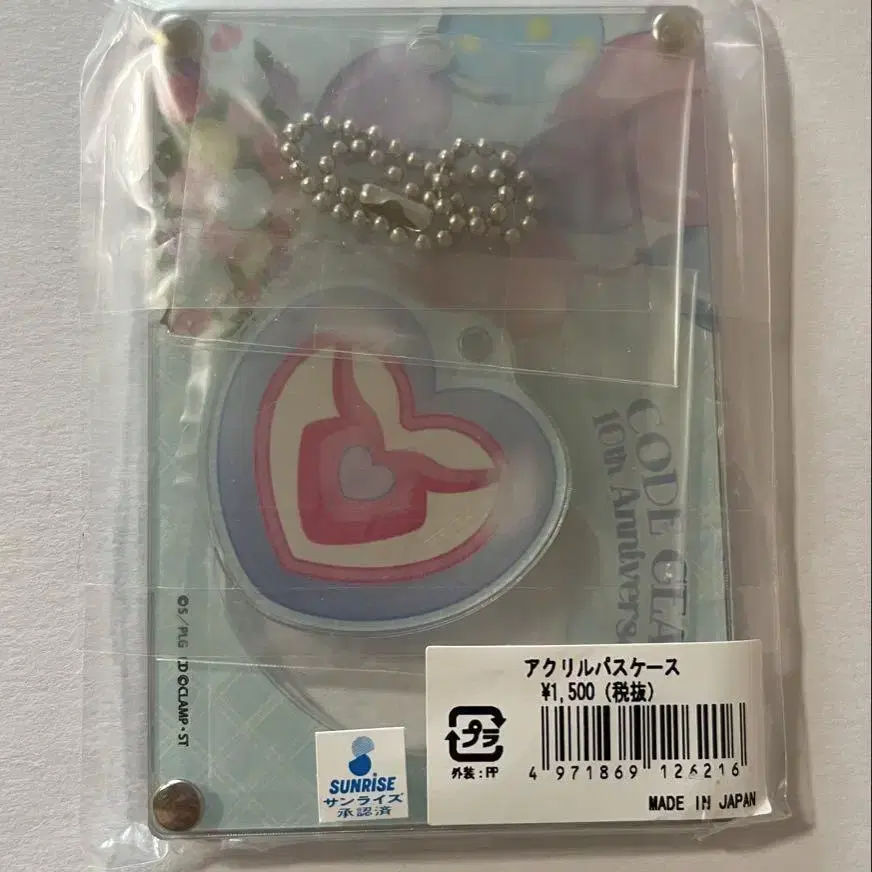 CODE GEA
10th Annivers
©S/PLG ©CLAMP・ST
アクリルパスケース
¥1,500（税抜）
プラ
外装：PP
4 971869 126216
MADE IN JAPAN
SUNRISE
サンライズ
承認済